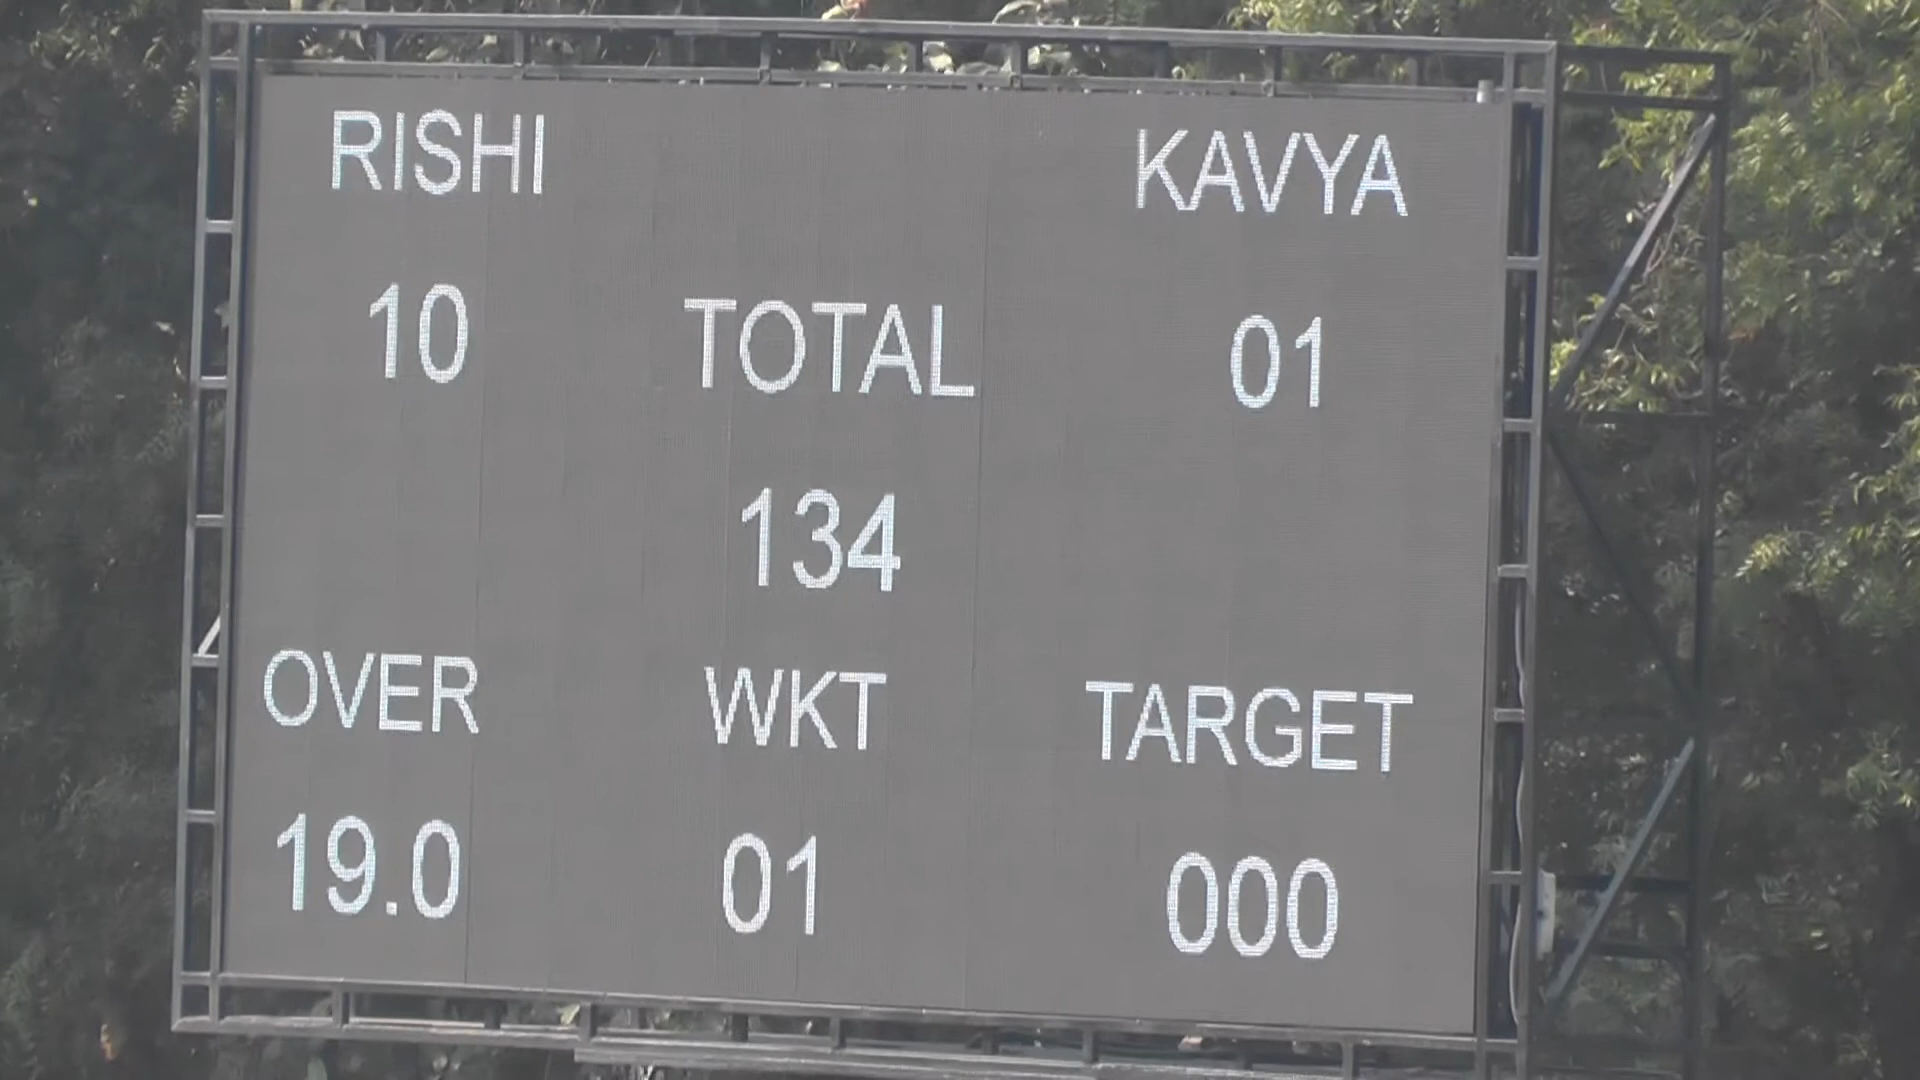 RISHI KAVYA
10 TOTAL 01
134
OVER WKT TARGET
19.0 01 000